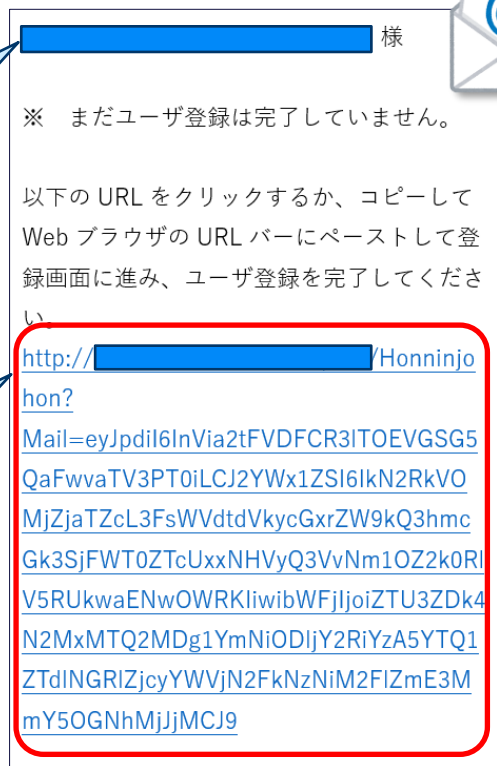 様
※　まだユーザ登録は完了していません。
以下の URL をクリックするか、コピーして
Web ブラウザの URL バーにペーストして登
録画面に進み、ユーザ登録を完了してくださ
い。
http:// /Honninjo
hon?
Mail=eyJpdiI6InVia2tFVDFCR3lTOEVGSG5
QaFwvaTV3PT0iLCJ2YWx1ZSI6IkN2RkVO
MjZjaTZcL3FsWVdtdVkycGxrZW9kQ3hmc
Gk3SjFWT0ZTcUxxNHVyQ3VvNm1OZ2k0Rl
V5RUkwaENwOWRKIiwibWFjIjoiZTU3ZDk4
N2MxMTQ2MDg1YmNiODljY2RiYzA5YTQ1
ZTdlNGRlZjcyYWVjN2FkNzNiM2FlZmE3M
mY5OGNhMjJjMCJ9